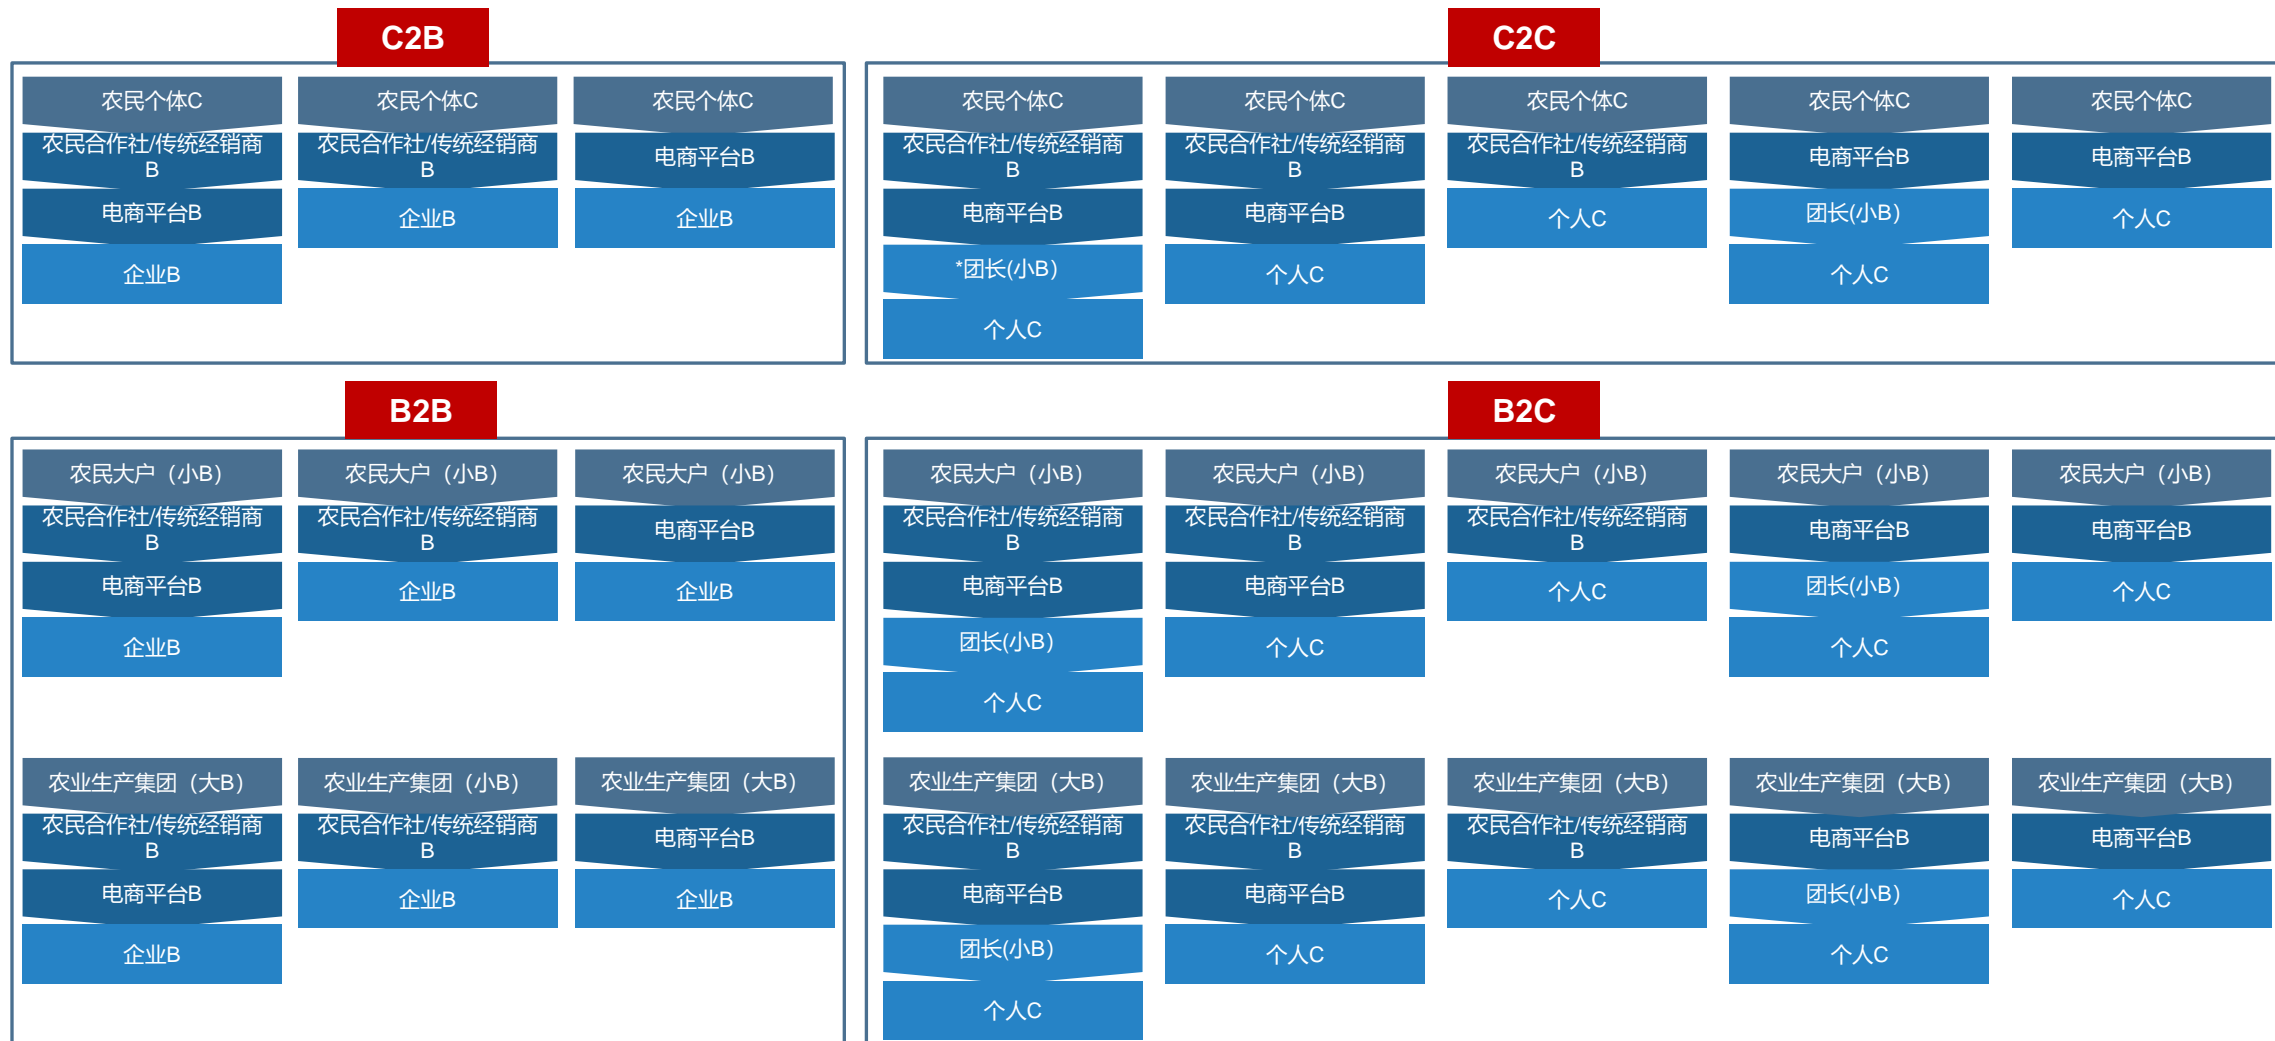 C2B
农民个体C
农民合作社/传统经销商
B
电商平台B
企业B
农民个体C
农民合作社/传统经销商
B
企业B
农民个体C
电商平台B
企业B
C2C
农民个体C
农民合作社/传统经销商
B
电商平台B
*团长(小B）
个人C
农民个体C
农民合作社/传统经销商
B
电商平台B
个人C
农民个体C
农民合作社/传统经销商
B
个人C
农民个体C
电商平台B
团长(小B）
个人C
农民个体C
电商平台B
个人C
B2B
农民大户（小B）
农民合作社/传统经销商
B
电商平台B
企业B
农民大户（小B）
农民合作社/传统经销商
B
企业B
农民大户（小B）
电商平台B
企业B
农业生产集团（大B）
农民合作社/传统经销商
B
电商平台B
企业B
农业生产集团（小B）
农民合作社/传统经销商
B
企业B
农业生产集团（大B）
电商平台B
企业B
B2C
农民大户（小B）
农民合作社/传统经销商
B
电商平台B
团长(小B）
个人C
农民大户（小B）
农民合作社/传统经销商
B
电商平台B
个人C
农民大户（小B）
农民合作社/传统经销商
B
个人C
农民大户（小B）
电商平台B
团长(小B）
个人C
农民大户（小B）
电商平台B
个人C
农业生产集团（大B）
农民合作社/传统经销商
B
电商平台B
团长(小B）
个人C
农业生产集团（大B）
农民合作社/传统经销商
B
电商平台B
个人C
农业生产集团（大B）
农民合作社/传统经销商
B
个人C
农业生产集团（大B）
电商平台B
团长(小B）
个人C
农业生产集团（大B）
电商平台B
个人C